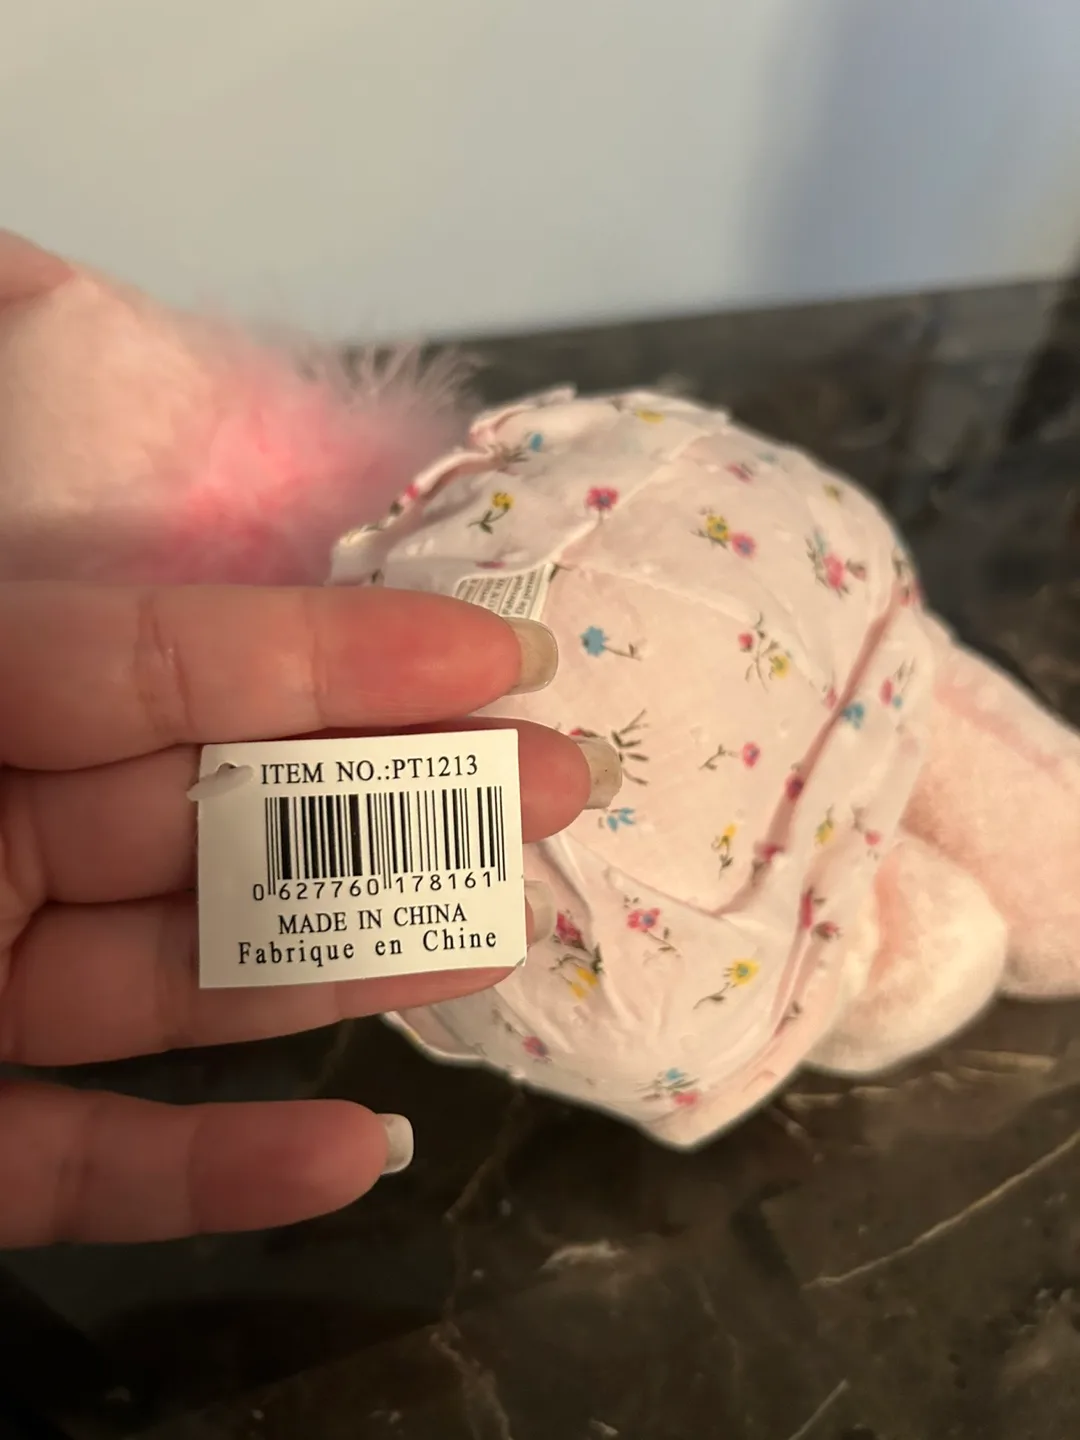 ITEM NO.:PT1213
0 627760 178161
MADE IN CHINA
Fabrique en Chine